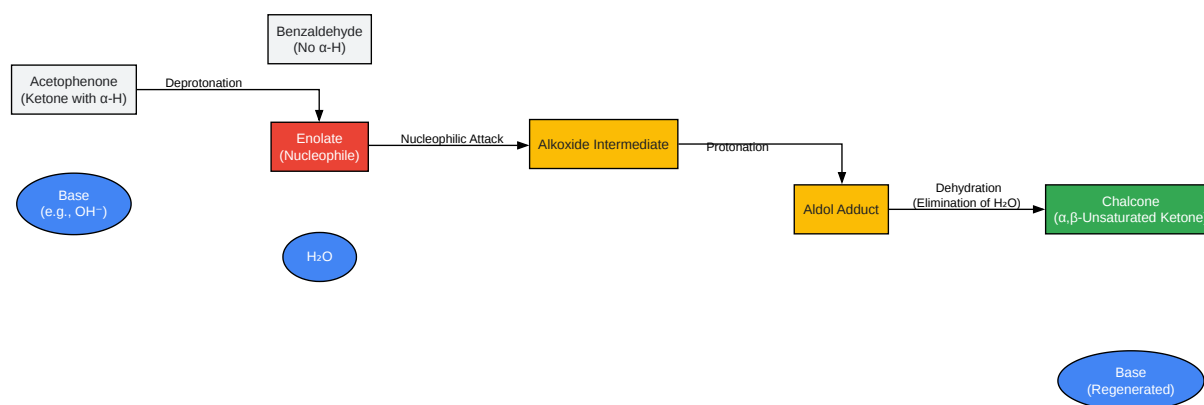 Benzaldehyde
(No α-H)
Acetophenone
(Ketone with α-H)
Deprotonation
Enolate
(Nucleophile)
Nucleophilic Attack
Alkoxide Intermediate
Protonation
Base
(e.g., OH⁻)
Aldol Adduct
Dehydration
(Elimination of H₂O)
Chalcone
(α,β-Unsaturated Ketone)
H₂O
Base
(Regenerated)